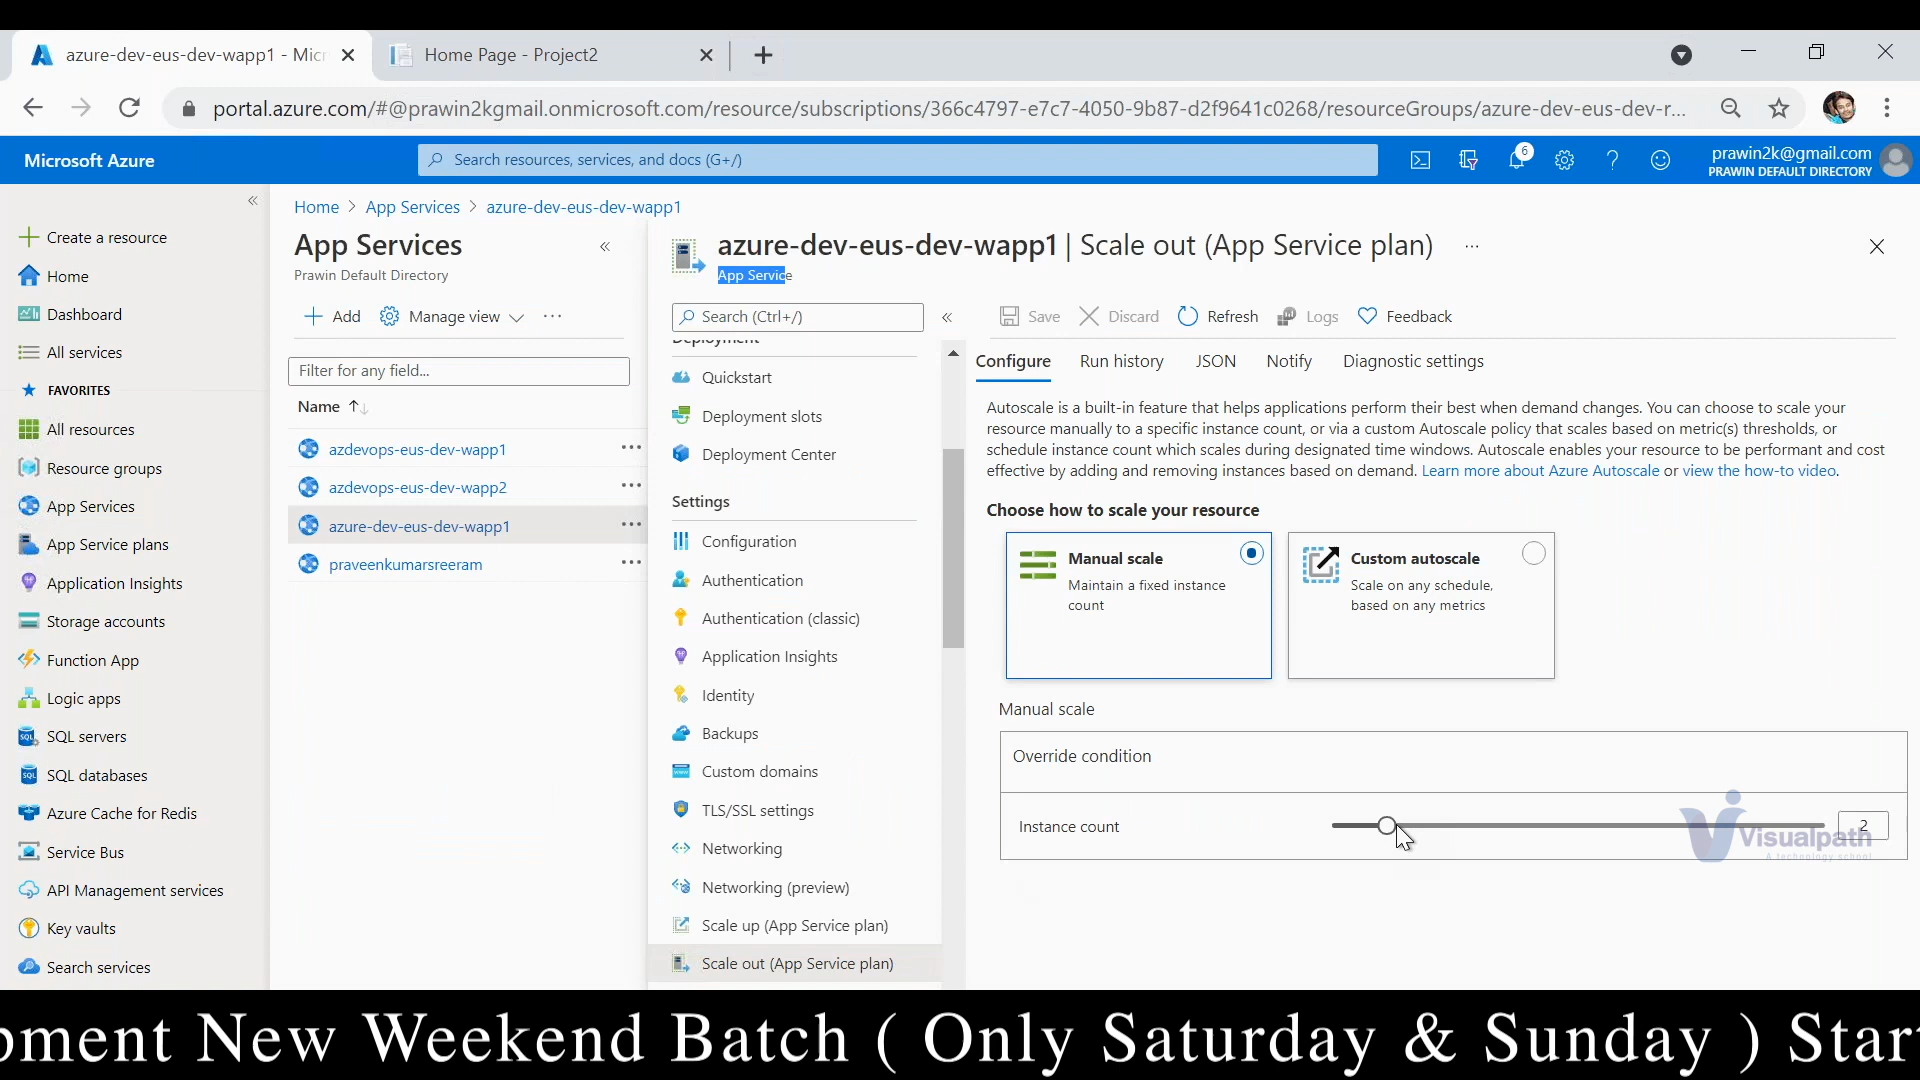 azure-dev-eus-dev-wapp1 - Micr
Home Page - Project2
portal.azure.com/#@prawin2kgmail.onmicrosoft.com/resource/subscriptions/366c4797-e7c7-4050-9b87-d2f9641c0268/resourceGroups/azure-dev-eus-dev-r...
Microsoft Azure
Search resources, services, and docs (G+/)
6
prawin2k@gmail.com
PRAWIN DEFAULT DIRECTORY
Create a resource
Home
Dashboard
All services
FAVORITES
All resources
Resource groups
App Services
App Service plans
Application Insights
Storage accounts
Function App
Logic apps
SQL servers
SQL databases
Azure Cache for Redis
Service Bus
API Management services
Key vaults
Search services
Home > App Services > azure-dev-eus-dev-wapp1
App Services
Prawin Default Directory
Add
Manage view
Filter for any field...
Name
azdevops-eus-dev-wapp1
azdevops-eus-dev-wapp2
azure-dev-eus-dev-wapp1
praveenkumarsreeram
azure-dev-eus-dev-wapp1 | Scale out (App Service plan)
App Service
Search (Ctrl+/)
Deployment
Quickstart
Deployment slots
Deployment Center
Settings
Configuration
Authentication
Authentication (classic)
Application Insights
Identity
Backups
Custom domains
TLS/SSL settings
Networking
Networking (preview)
Scale up (App Service plan)
Scale out (App Service plan)
Save
Discard
Refresh
Logs
Feedback
Configure
Run history
JSON
Notify
Diagnostic settings
Autoscale is a built-in feature that helps applications perform their best when demand changes. You can choose to scale your
resource manually to a specific instance count, or via a custom Autoscale policy that scales based on metric(s) thresholds, or
schedule instance count which scales during designated time windows. Autoscale enables your resource to be performant and cost
effective by adding and removing instances based on demand. Learn more about Azure Autoscale or view the how-to video.
Choose how to scale your resource
Manual scale
Maintain a fixed instance
count
Custom autoscale
Scale on any schedule,
based on any metrics
Manual scale
Override condition
Instance count
2
Visualpath
A technology school
pment New Weekend Batch ( Only Saturday & Sunday ) Star